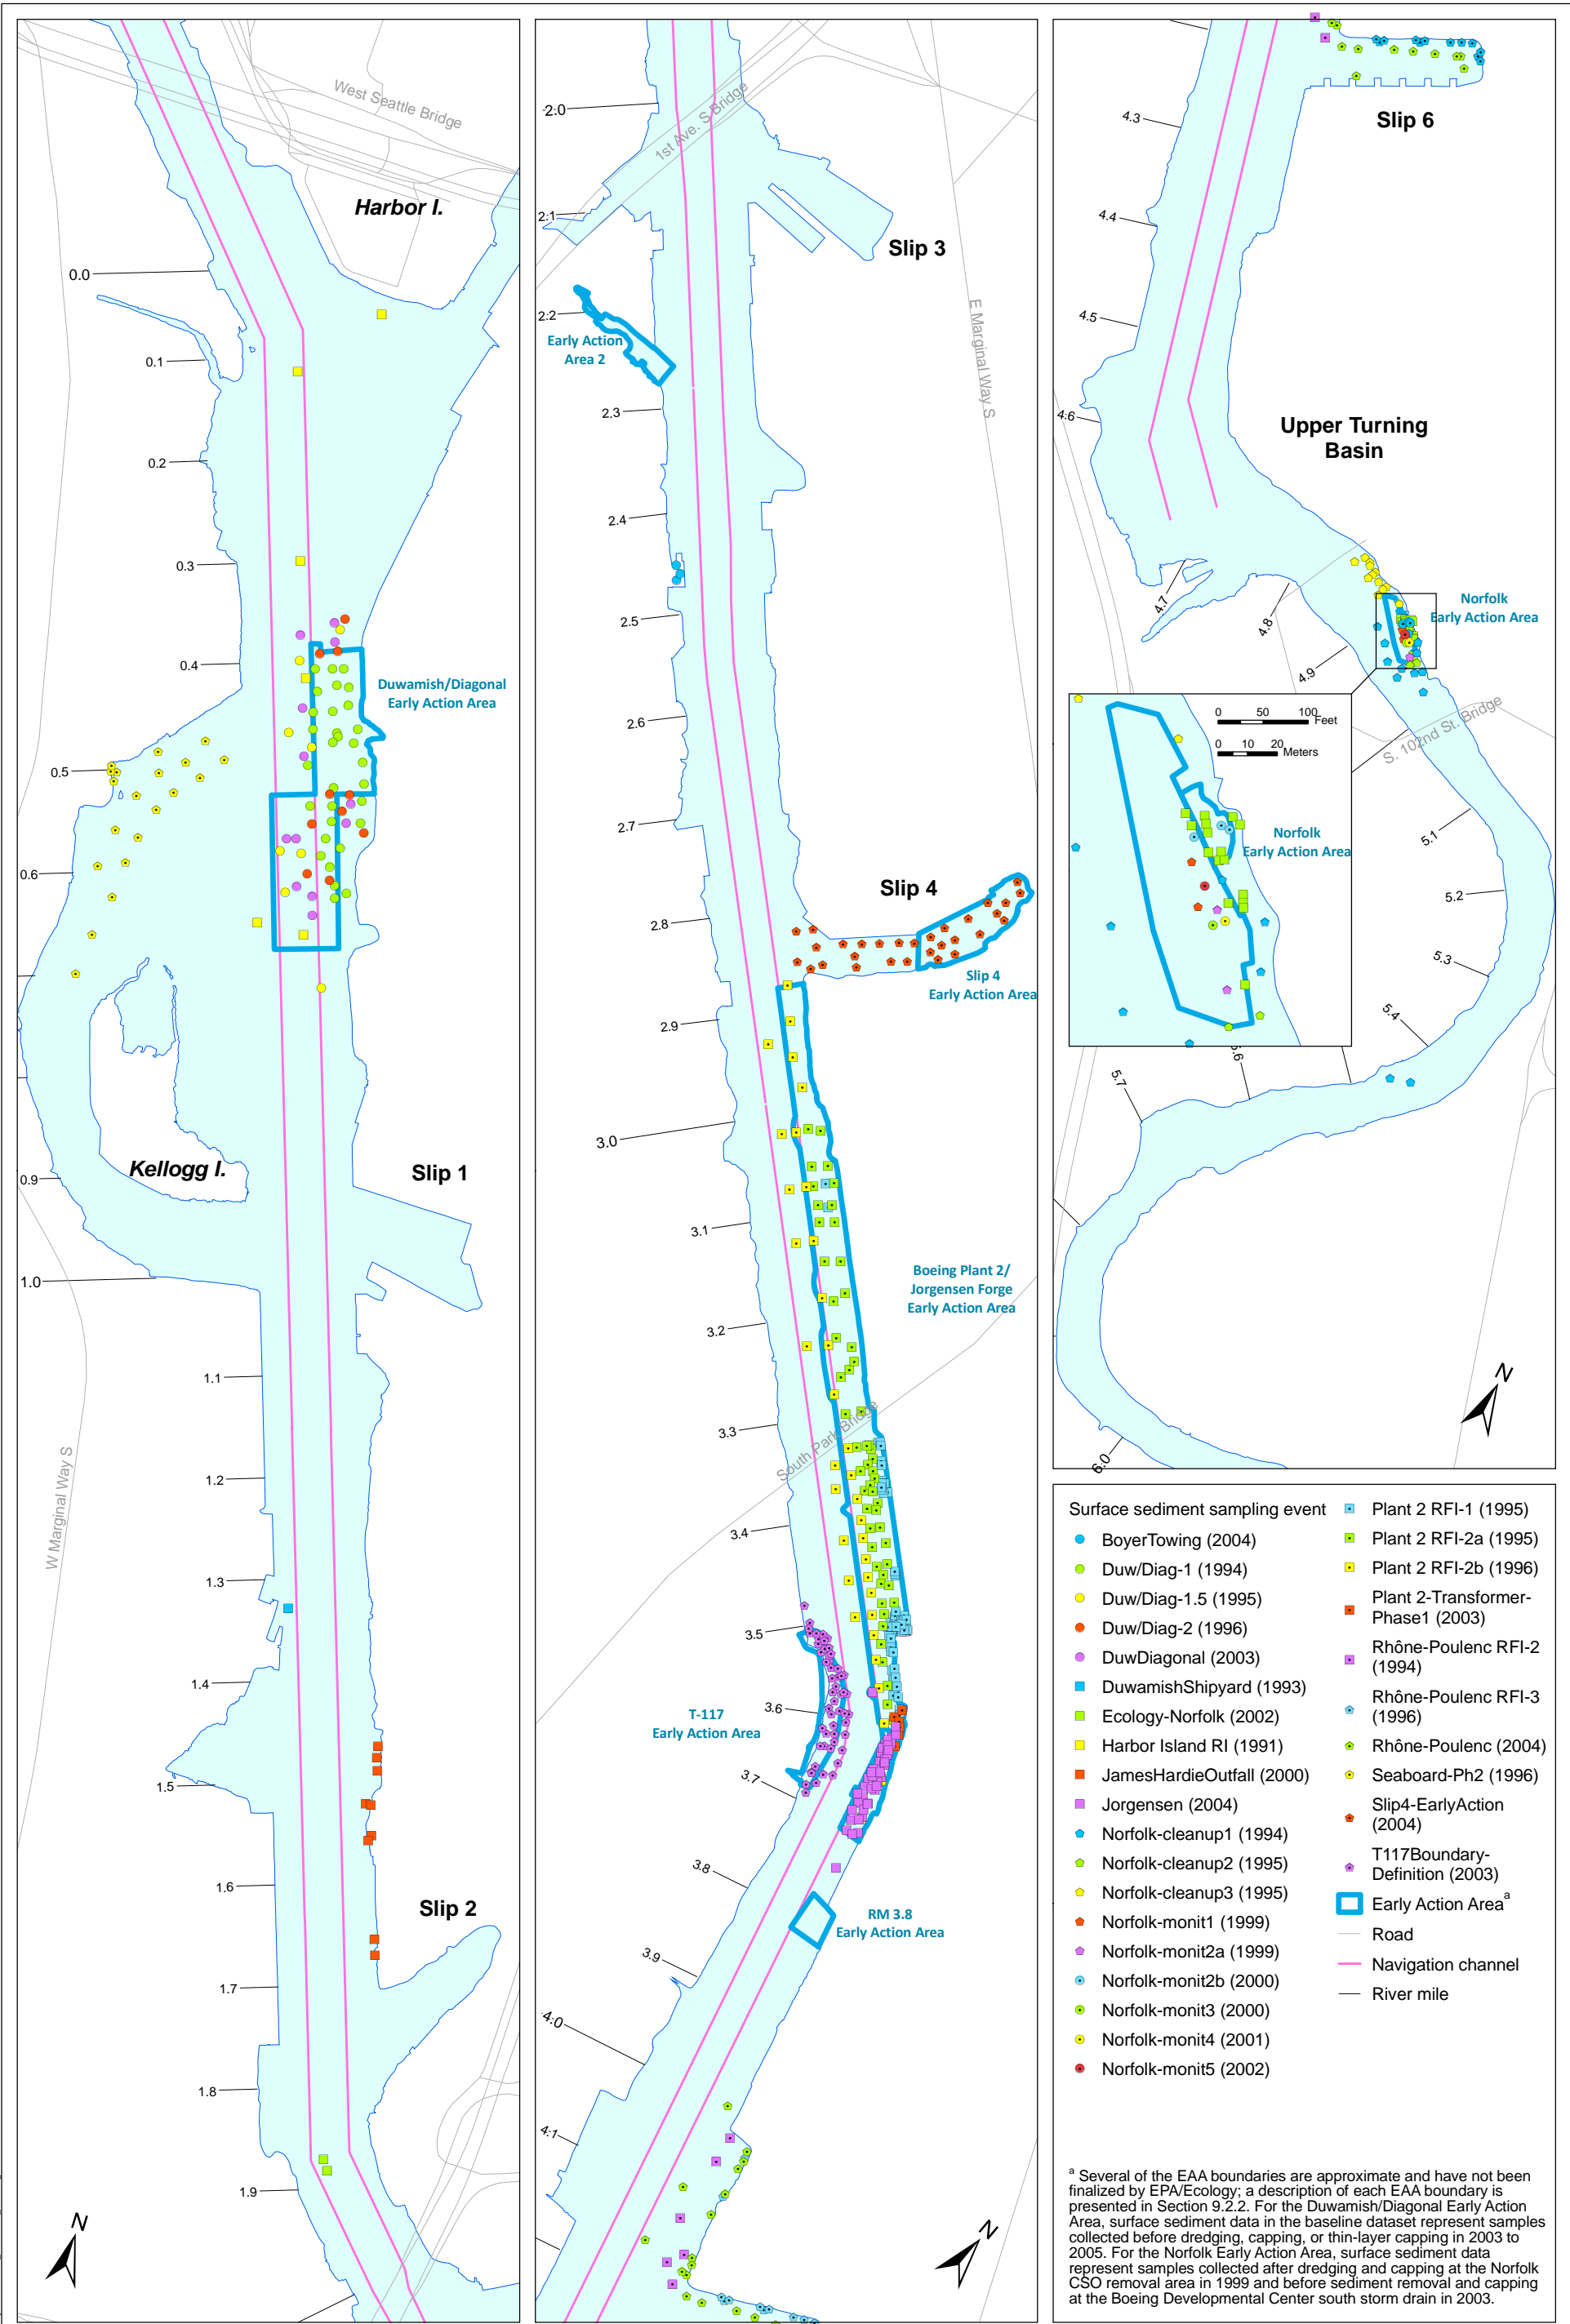 West Seattle Bridge
Harbor I.
0.0
0.1
0.2
0.3
0.4
Duwamish/Diagonal
Early Action Area
0.5
0.6
Kellogg I.
Slip 1
0.9
1.0
1.1
1.2
W Marginal Way S
1.3
1.4
1.5
1.6
Slip 2
1.7
1.8
1.9
N
2.0
1st Ave. S Bridge
2.1
Slip 3
2.2
Early Action
Area 2
E Marginal Way S
2.3
2.4
2.5
2.6
2.7
Slip 4
2.8
Slip 4
Early Action Area
2.9
3.0
3.1
Boeing Plant 2/
Jorgensen Forge
Early Action Area
3.2
3.3
South Park Bridge
3.4
3.5
3.6
T-117
Early Action Area
3.7
3.8
RM 3.8
Early Action Area
3.9
4.0
4.1
N
Slip 6
4.3
4.4
4.5
4.6
Upper Turning
Basin
4.7
4.8
Norfolk
Early Action Area
4.9
S. 102nd St. Bridge
0 50 100
Feet
0 10 20
Meters
Norfolk
Early Action Area
5.1
5.2
5.3
5.4
5.6
5.7
6.0
N
Surface sediment sampling event
BoyerTowing (2004)
Duw/Diag-1 (1994)
Duw/Diag-1.5 (1995)
Duw/Diag-2 (1996)
DuwDiagonal (2003)
DuwamishShipyard (1993)
Ecology-Norfolk (2002)
Harbor Island RI (1991)
JamesHardieOutfall (2000)
Jorgensen (2004)
Norfolk-cleanup1 (1994)
Norfolk-cleanup2 (1995)
Norfolk-cleanup3 (1995)
Norfolk-monit1 (1999)
Norfolk-monit2a (1999)
Norfolk-monit2b (2000)
Norfolk-monit3 (2000)
Norfolk-monit4 (2001)
Norfolk-monit5 (2002)
Plant 2 RFI-1 (1995)
Plant 2 RFI-2a (1995)
Plant 2 RFI-2b (1996)
Plant 2-Transformer-
Phase1 (2003)
Rhône-Poulenc RFI-2
(1994)
Rhône-Poulenc RFI-3
(1996)
Rhône-Poulenc (2004)
Seaboard-Ph2 (1996)
Slip4-EarlyAction
(2004)
T117Boundary-
Definition (2003)
Early Action Area a
Road
Navigation channel
River mile
a Several of the EAA boundaries are approximate and have not been
finalized by EPA/Ecology; a description of each EAA boundary is
presented in Section 9.2.2. For the Duwamish/Diagonal Early Action
Area, surface sediment data in the baseline dataset represent samples
collected before dredging, capping, or thin-layer capping in 2003 to
2005. For the Norfolk Early Action Area, surface sediment data
represent samples collected after dredging and capping at the Norfolk
CSO removal area in 1999 and before sediment removal and capping
at the Boeing Developmental Center south storm drain in 2003.